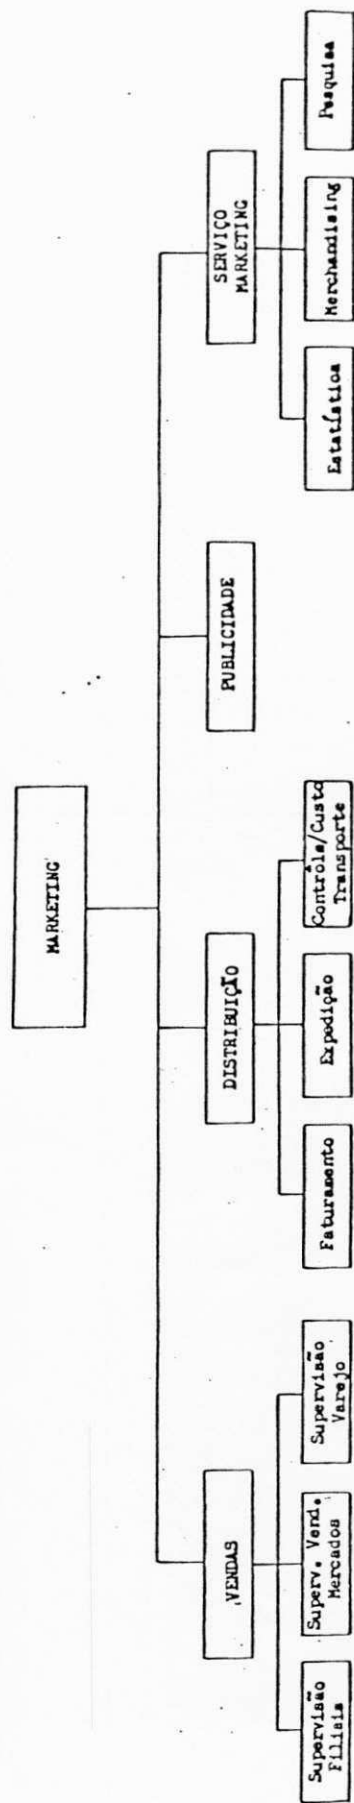 MARKETING
VENDAS
DISTRIBUIÇÃO
PUBLICIDADE
SERVIÇO
MARKETING
Supervisão
Filiais
Superv. Vend.
Mercados
Supervisão
Varejo
Faturamento
Expedição
Contrôle/Custo
Transporte
Estatística
Merchandising
Pesquisa